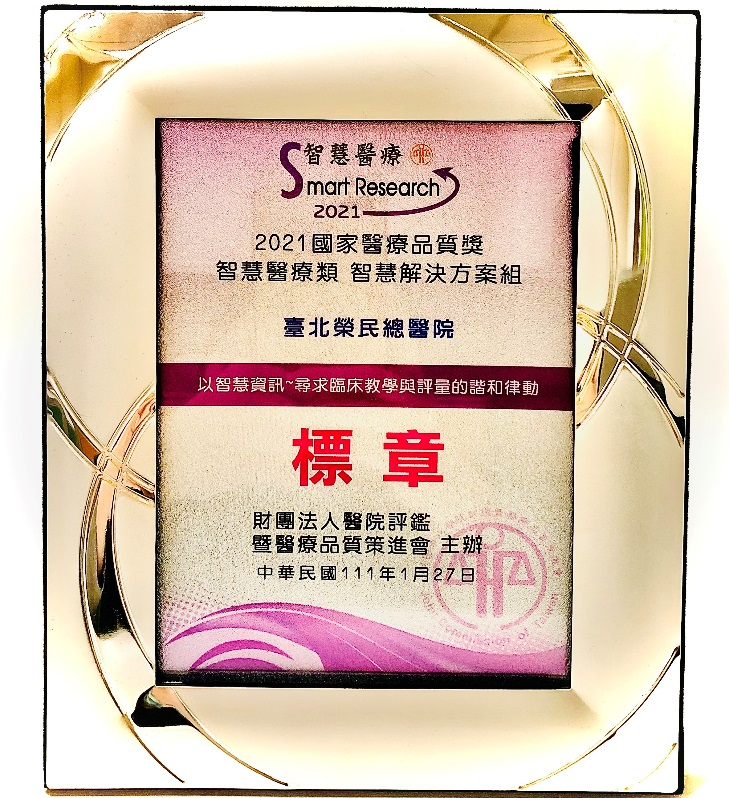 智慧醫療
Smart Research
2021
2021國家醫療品質獎
智慧醫療類 智慧解決方案組
臺北榮民總醫院
以智慧資訊~尋求臨床教學與評量的諧和律動
標章
財團法人醫院評鑑
暨醫療品質策進會 主辦
中華民國111年1月27日
Joint Commission of Taiwan